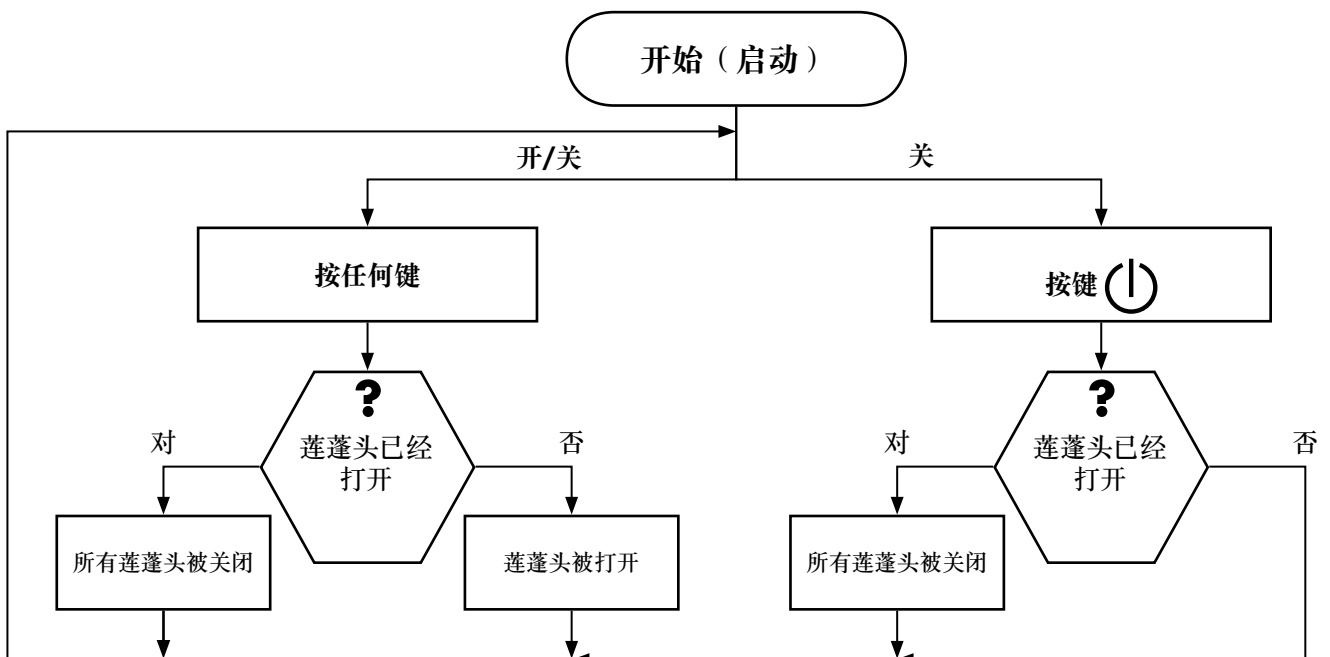 开始（启动）
开/关
关
按任何键
按键
?
莲蓬头已经
打开
对
否
所有莲蓬头被关闭
莲蓬头被打开
?
莲蓬头已经
打开
对
否
所有莲蓬头被关闭